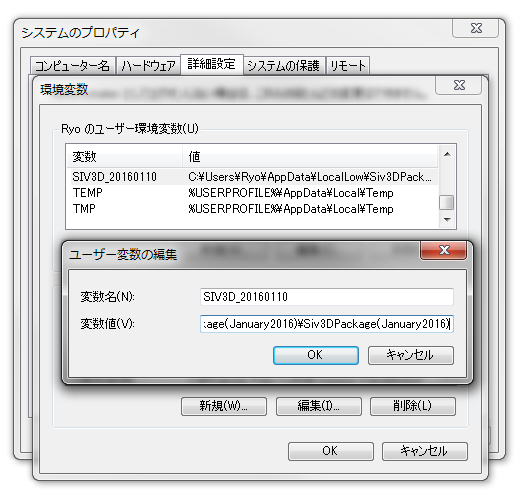 システムのプロパティ
コンピューター名 ハードウェア 詳細設定 システムの保護 リモート
環境変数
Ryo のユーザー環境変数(U)
変数 値
SIV3D_20160110 C:¥Users¥Ryo¥AppData¥LocalLow¥Siv3DPack...
TEMP %USERPROFILE%¥AppData¥Local¥Temp
TMP %USERPROFILE%¥AppData¥Local¥Temp
ユーザー変数の編集
変数名(N): SIV3D_20160110
変数値(V): kage(January2016)¥Siv3DPackage(January2016)
OK キャンセル
新規(W)... 編集(I)... 削除(L)
OK キャンセル